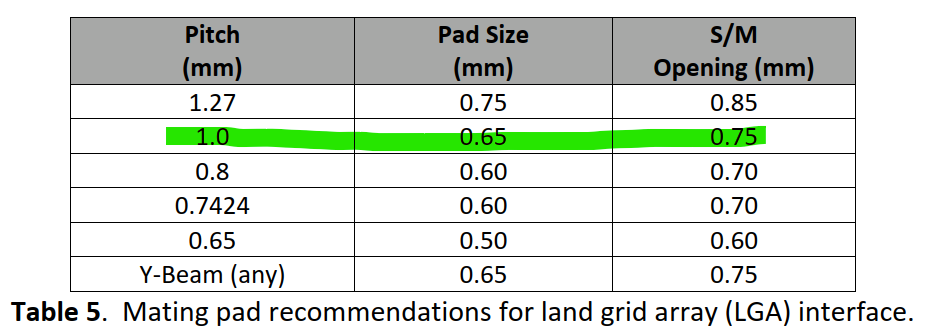 Pitch (mm) Pad Size (mm) S/M Opening (mm)
1.27 0.75 0.85
1.0 0.65 0.75
0.8 0.60 0.70
0.7424 0.60 0.70
0.65 0.50 0.60
Y-Beam (any) 0.65 0.75
Table 5. Mating pad recommendations for land grid array (LGA) interface.